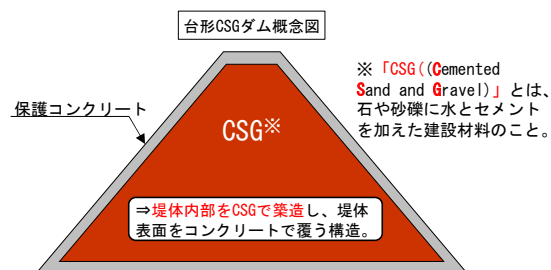 台形CSGダム概念図
※「CSG((Cemented
Sand and Gravel)」とは、
石や砂礫に水とセメント
を加えた建設材料のこと。
保護コンクリート
CSG※
⇒堤体内部をCSGで築造し、堤体
表面をコンクリートで覆う構造。